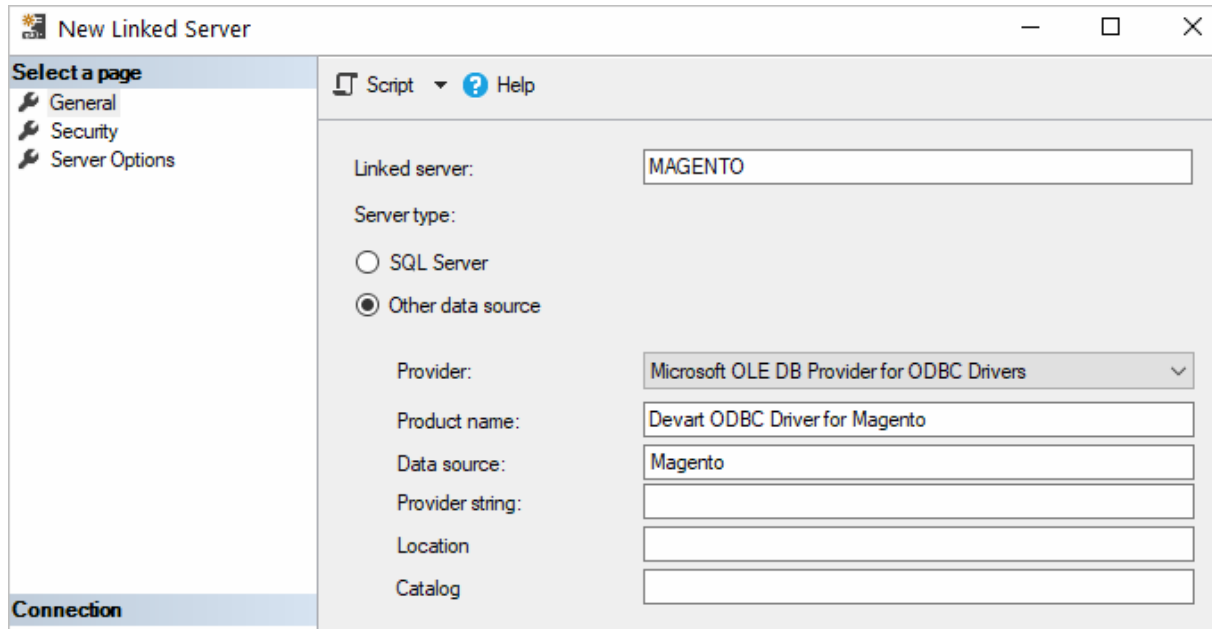 New Linked Server
Select a page
General
Security
Server Options
Connection
Script Help
Linked server: MAGENTO
Server type:
SQL Server
Other data source
Provider: Microsoft OLE DB Provider for ODBC Drivers
Product name: Devart ODBC Driver for Magento
Data source: Magento
Provider string:
Location
Catalog